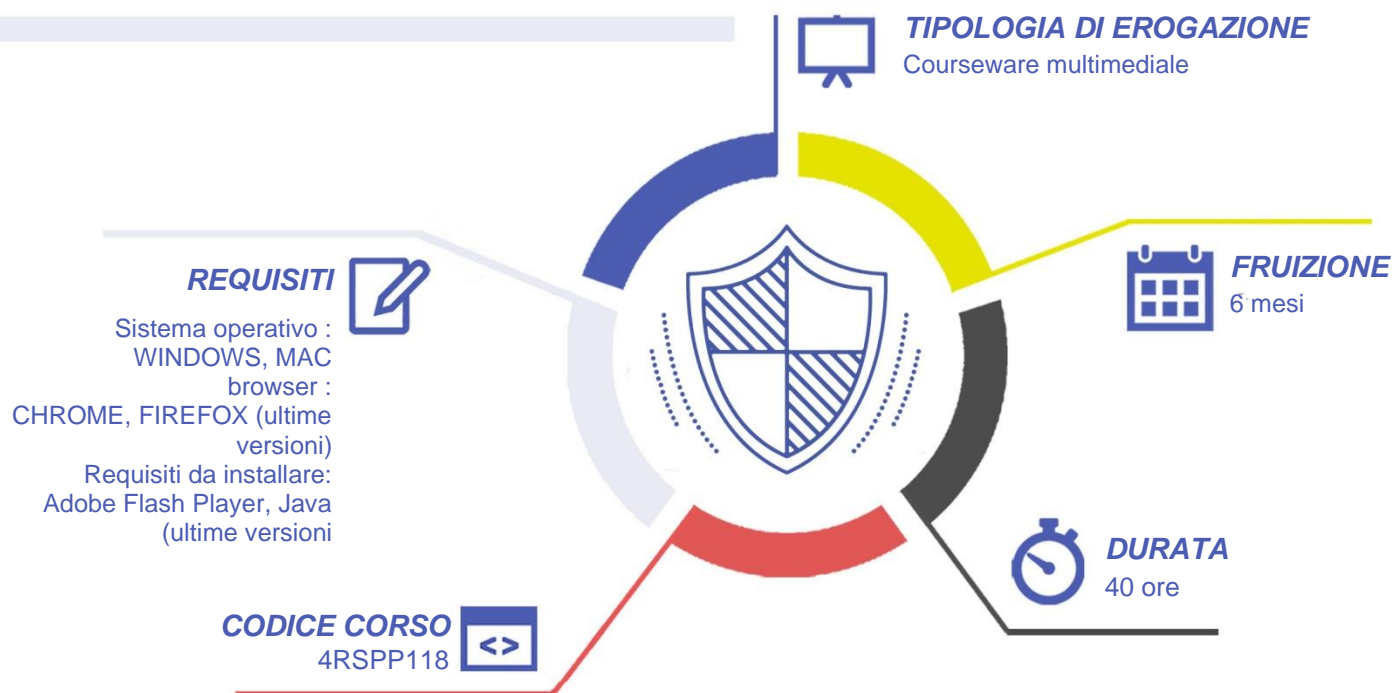 TIPOLOGIA DI EROGAZIONE
Courseware multimediale
REQUISITI
Sistema operativo :
WINDOWS, MAC
browser :
CHROME, FIREFOX (ultime
versioni)
Requisiti da installare:
Adobe Flash Player, Java
(ultime versioni
FRUIZIONE
6 mesi
DURATA
40 ore
CODICE CORSO
4RSPP118
<>